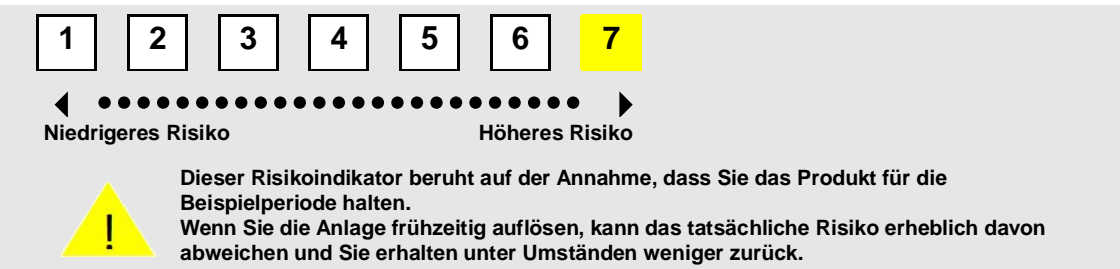 1 2 3 4 5 6 7
Niedrigeres Risiko Höheres Risiko
Dieser Risikoindikator beruht auf der Annahme, dass Sie das Produkt für die
Beispielperiode halten.
Wenn Sie die Anlage frühzeitig auflösen, kann das tatsächliche Risiko erheblich davon
abweichen und Sie erhalten unter Umständen weniger zurück.
!